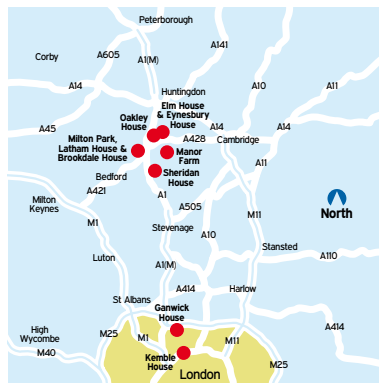 Peterborough
Corby
A605
A1(M)
A141
A14
Huntingdon
A10
A11
Elm House
& Eynesbury
House
Oakley
House
A45
A14
A14
A428
Cambridge
Milton Park,
Latham House &
Brookdale House
Manor
Farm
A11
Bedford
Sheridan
House
A421
A1
A505
Milton
Keynes
M1
M11
North
Stevenage
A10
Stansted
Luton
A1(M)
A110
A414
Harlow
St Albans
Ganwick
House
High
Wycombe
M25
M1
M11
A414
M40
Kemble
House
M25
London